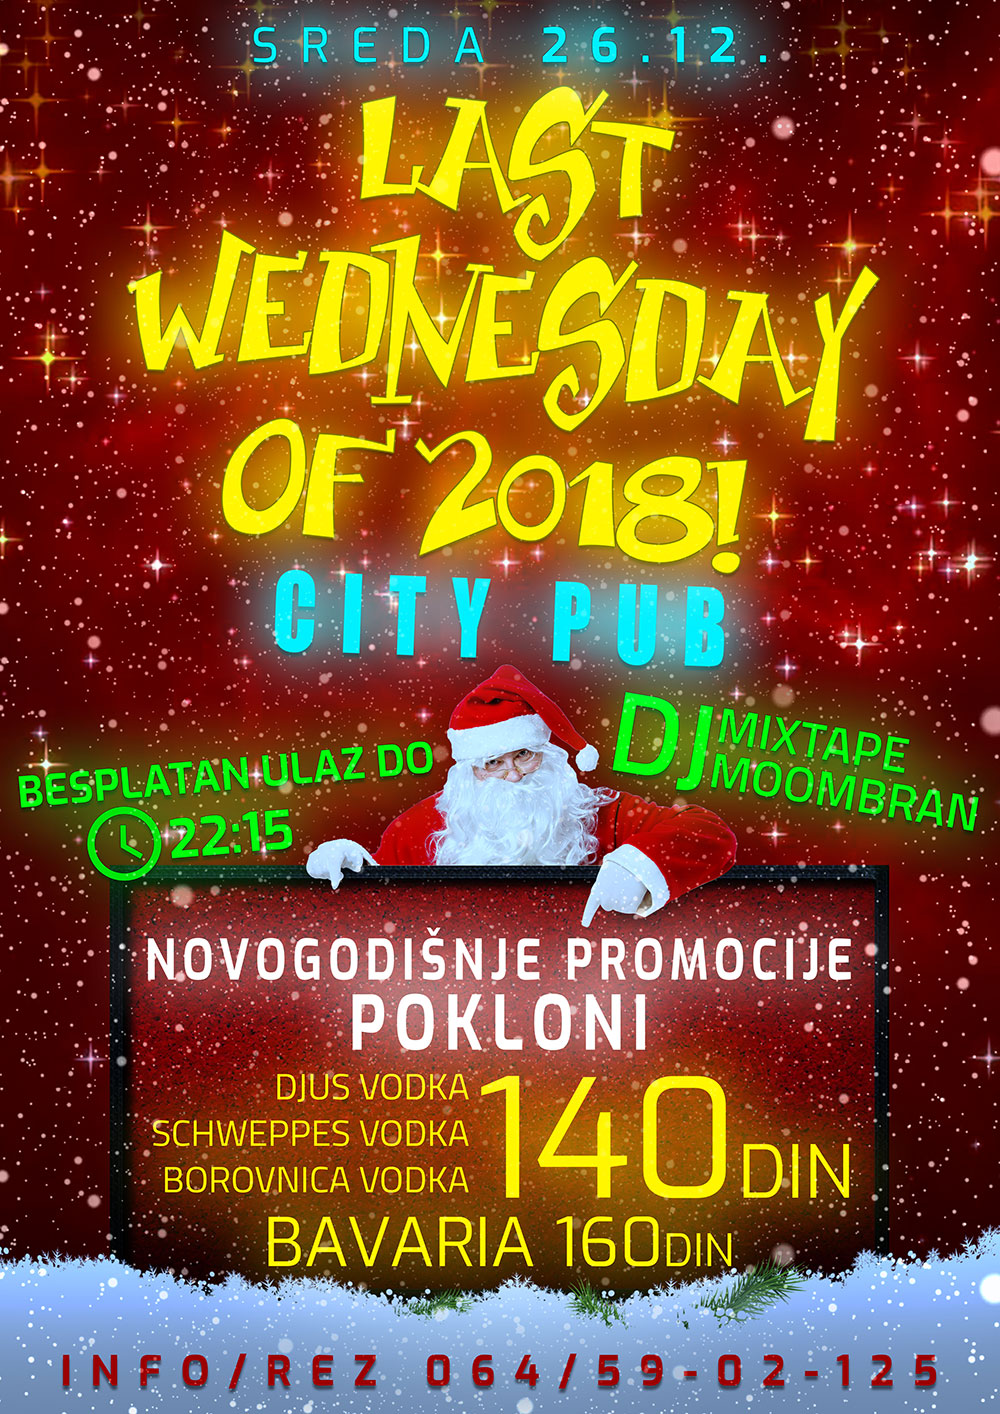 SREDA 26.12.
LAST
WEDNESDAY
OF 2018!
CITY PUB
BESPLATAN ULAZ DO
22:15
DJ MIXTAPE
MOOMBRAN
NOVOGODIŠNJE PROMOCIJE
POKLONI
DJUS VODKA
SCHWEPPES VODKA
BOROVNICA VODKA
140DIN
BAVARIA 160DIN
INFO/REZ 064/59-02-125